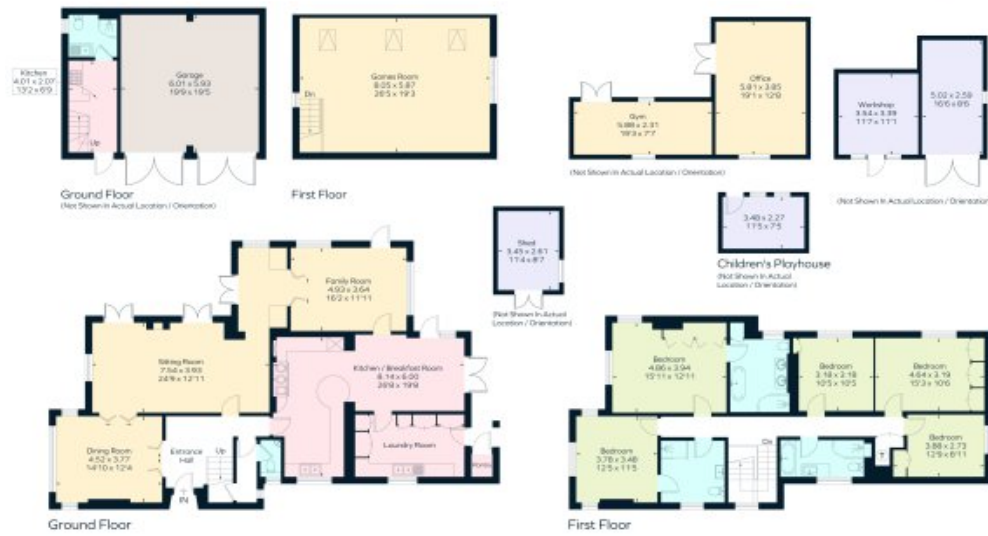 Kitchen
4.01 x 2.07
13'2 x 6'9
Garage
6.01 x 5.93
19'9 x 19'5
Up
Ground Floor
(Not Shown In Actual Location / Orientation)
Games Room
8.05 x 5.87
26'5 x 19'3
Dn
First Floor
Office
5.81 x 3.85
19'1 x 12'8
Gym
5.88 x 2.31
19'3 x 7'7
(Not Shown In Actual Location / Orientation)
Workshop
3.54 x 3.39
11'7 x 11'1
5.02 x 2.59
16'6 x 8'6
(Not Shown In Actual Location / Orientation)
Shed
3.45 x 2.61
11'4 x 8'7
(Not Shown In Actual
Location / Orientation)
3.48 x 2.27
11'5 x 7'5
Children's Playhouse
(Not Shown In Actual
Location / Orientation)
Family Room
4.93 x 3.64
16'2 x 11'11
Sitting Room
7.54 x 3.93
24'9 x 12'11
Kitchen / Breakfast Room
8.14 x 6.00
26'8 x 19'8
Laundry Room
Dining Room
4.52 x 3.77
14'10 x 12'4
Entrance
Hall
Up
IN
Ground Floor
Bedroom
4.86 x 3.94
15'11 x 12'11
Bedroom
3.18 x 3.18
10'5 x 10'5
Bedroom
4.64 x 3.19
15'3 x 10'6
Bedroom
3.78 x 3.48
12'5 x 11'5
Dn
T
Bedroom
3.88 x 2.73
12'9 x 8'11
First Floor